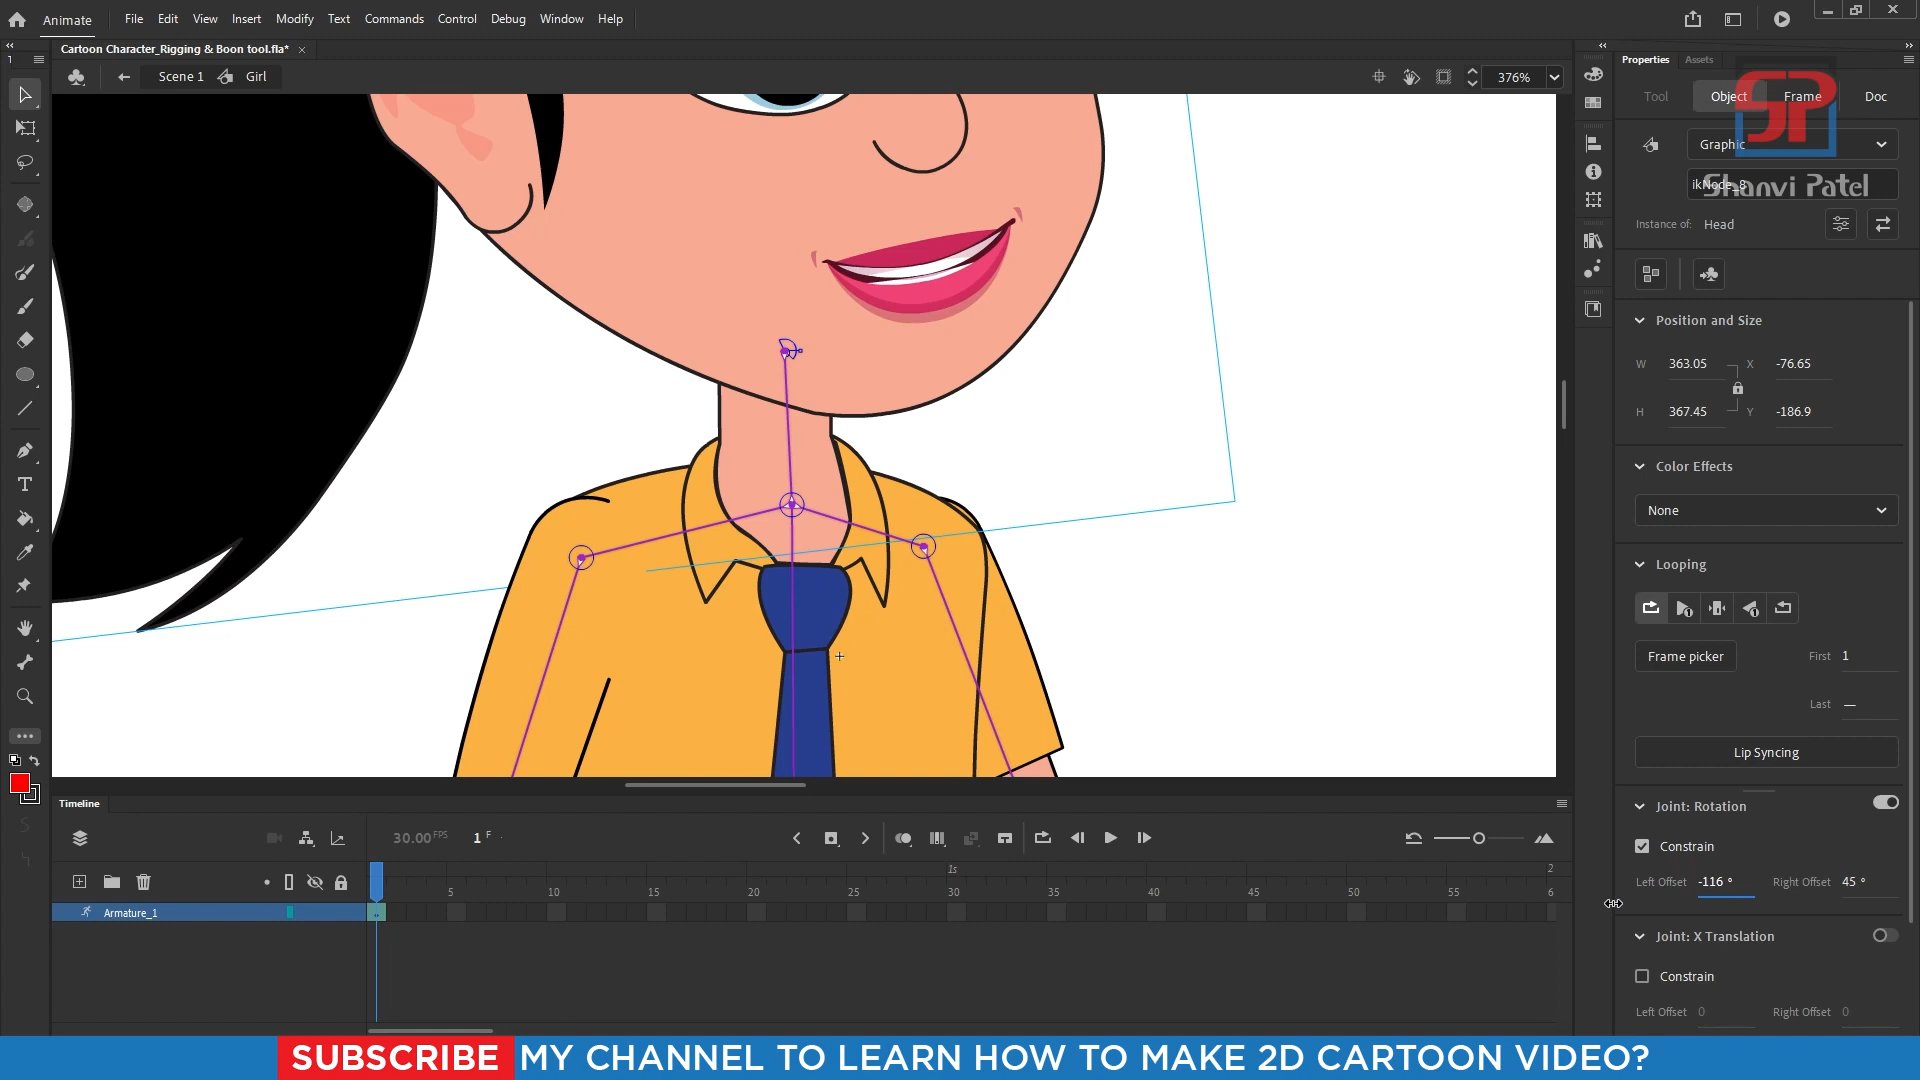 Animate File Edit View Insert Modify Text Commands Control Debug Window Help
Cartoon Character_Rigging & Boon tool.fla*
Scene 1 Girl 376%
Properties Assets
Tool Object Frame Doc
SP
Graphic
ikNode_8
Shanvi Patel
Instance of: Head
Position and Size
W 363.05 X -76.65
H 367.45 Y -186.9
Color Effects
None
Looping
Frame picker First 1
Last —
Lip Syncing
Joint: Rotation
Constrain
Left Offset -116 ° Right Offset 45 °
Joint: X Translation
Constrain
Left Offset 0 Right Offset 0
Timeline
30.00 FPS 1 F
1s 2
5 10 15 20 25 30 35 40 45 50 55 6
Armature_1
SUBSCRIBE MY CHANNEL TO LEARN HOW TO MAKE 2D CARTOON VIDEO?